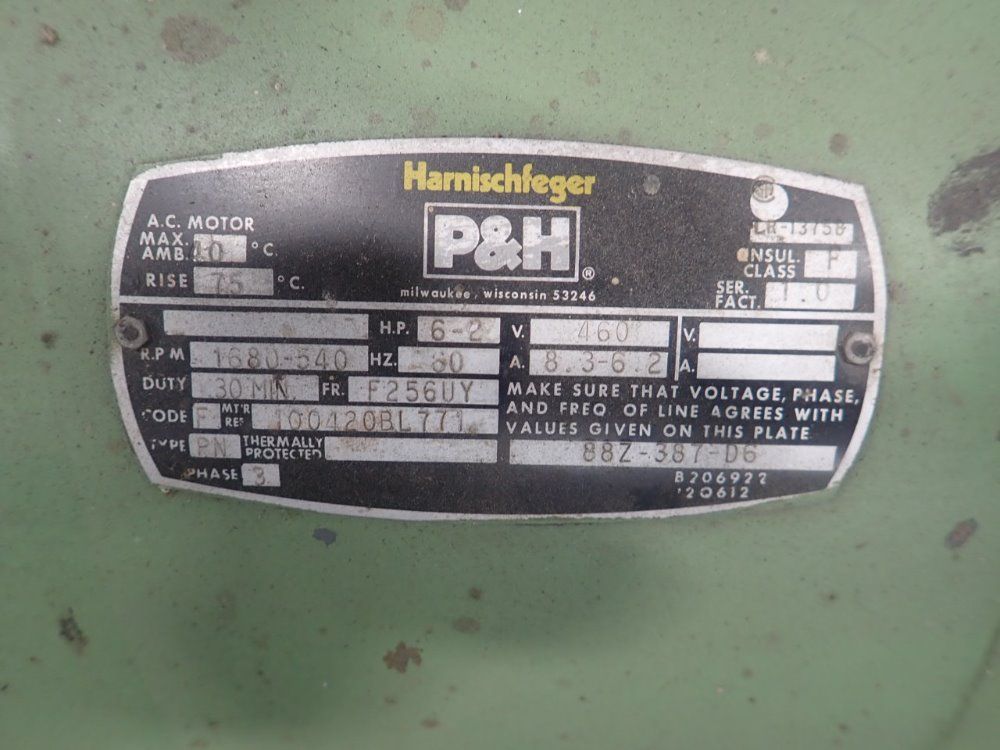 Harnischfeger
P&H ®
milwaukee, wisconsin 53246
A.C. MOTOR
MAX. AMB. 40 °C.
RISE 75 °C.
LR-13758
INSUL. CLASS F
SER. FACT. 1.0
H.P. 6-2 V. 460 V.
RPM 1680-540 HZ. 60 A. 8.3-6.2 A.
DUTY 30 MIN. FR. F256UY
CODE F MT'R REF 100420BL771
TYPE PN THERMALLY PROTECTED
PHASE 3
MAKE SURE THAT VOLTAGE, PHASE,
AND FREQ OF LINE AGREES WITH
VALUES GIVEN ON THIS PLATE
88Z-387-D6
B206922
20612